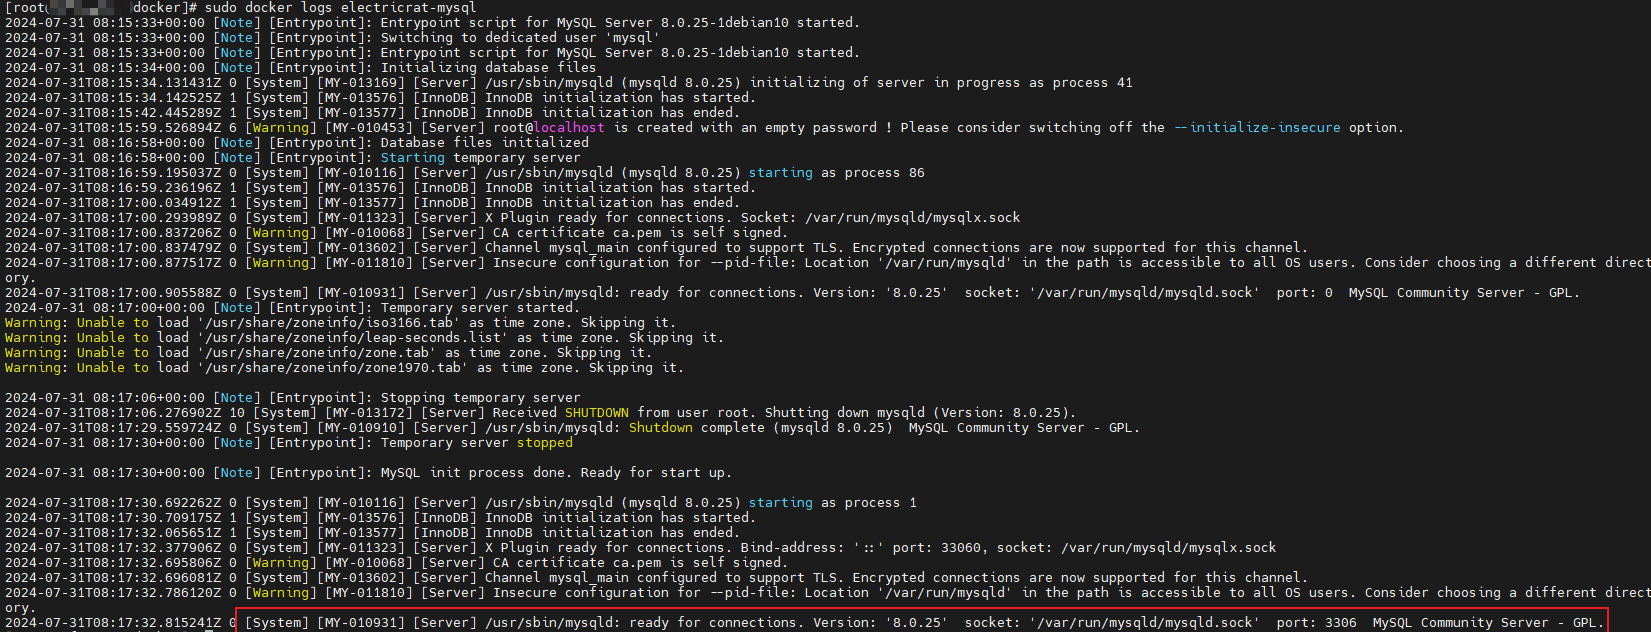 [root@ docker]# sudo docker logs electricrat-mysql
2024-07-31 08:15:33+00:00 [Note] [Entrypoint]: Entrypoint script for MySQL Server 8.0.25-1debian10 started.
2024-07-31 08:15:33+00:00 [Note] [Entrypoint]: Switching to dedicated user 'mysql'
2024-07-31 08:15:33+00:00 [Note] [Entrypoint]: Entrypoint script for MySQL Server 8.0.25-1debian10 started.
2024-07-31 08:15:34+00:00 [Note] [Entrypoint]: Initializing database files
2024-07-31T08:15:34.131431Z 0 [System] [MY-013169] [Server] /usr/sbin/mysqld (mysqld 8.0.25) initializing of server in progress as process 41
2024-07-31T08:15:34.142525Z 1 [System] [MY-013576] [InnoDB] InnoDB initialization has started.
2024-07-31T08:15:42.445289Z 1 [System] [MY-013577] [InnoDB] InnoDB initialization has ended.
2024-07-31T08:15:59.526894Z 6 [Warning] [MY-010453] [Server] root@localhost is created with an empty password ! Please consider switching off the --initialize-insecure option.
2024-07-31 08:16:58+00:00 [Note] [Entrypoint]: Database files initialized
2024-07-31 08:16:58+00:00 [Note] [Entrypoint]: Starting temporary server
2024-07-31T08:16:59.195037Z 0 [System] [MY-010116] [Server] /usr/sbin/mysqld (mysqld 8.0.25) starting as process 86
2024-07-31T08:16:59.236196Z 1 [System] [MY-013576] [InnoDB] InnoDB initialization has started.
2024-07-31T08:17:00.034912Z 1 [System] [MY-013577] [InnoDB] InnoDB initialization has ended.
2024-07-31T08:17:00.293989Z 0 [System] [MY-011323] [Server] X Plugin ready for connections. Socket: /var/run/mysqld/mysqlx.sock
2024-07-31T08:17:00.837206Z 0 [Warning] [MY-010068] [Server] CA certificate ca.pem is self signed.
2024-07-31T08:17:00.837479Z 0 [System] [MY-013602] [Server] Channel mysql_main configured to support TLS. Encrypted connections are now supported for this channel.
2024-07-31T08:17:00.877517Z 0 [Warning] [MY-011810] [Server] Insecure configuration for --pid-file: Location '/var/run/mysqld' in the path is accessible to all OS users. Consider choosing a different direct
ory.
2024-07-31T08:17:00.905588Z 0 [System] [MY-010931] [Server] /usr/sbin/mysqld: ready for connections. Version: '8.0.25'  socket: '/var/run/mysqld/mysqld.sock'  port: 0  MySQL Community Server - GPL.
2024-07-31 08:17:00+00:00 [Note] [Entrypoint]: Temporary server started.
Warning: Unable to load '/usr/share/zoneinfo/iso3166.tab' as time zone. Skipping it.
Warning: Unable to load '/usr/share/zoneinfo/leap-seconds.list' as time zone. Skipping it.
Warning: Unable to load '/usr/share/zoneinfo/zone.tab' as time zone. Skipping it.
Warning: Unable to load '/usr/share/zoneinfo/zone1970.tab' as time zone. Skipping it.
2024-07-31 08:17:06+00:00 [Note] [Entrypoint]: Stopping temporary server
2024-07-31T08:17:06.276902Z 10 [System] [MY-013172] [Server] Received SHUTDOWN from user root. Shutting down mysqld (Version: 8.0.25).
2024-07-31T08:17:29.559724Z 0 [System] [MY-010910] [Server] /usr/sbin/mysqld: Shutdown complete (mysqld 8.0.25)  MySQL Community Server - GPL.
2024-07-31 08:17:30+00:00 [Note] [Entrypoint]: Temporary server stopped
2024-07-31 08:17:30+00:00 [Note] [Entrypoint]: MySQL init process done. Ready for start up.
2024-07-31T08:17:30.692262Z 0 [System] [MY-010116] [Server] /usr/sbin/mysqld (mysqld 8.0.25) starting as process 1
2024-07-31T08:17:30.709175Z 1 [System] [MY-013576] [InnoDB] InnoDB initialization has started.
2024-07-31T08:17:32.065651Z 1 [System] [MY-013577] [InnoDB] InnoDB initialization has ended.
2024-07-31T08:17:32.377906Z 0 [System] [MY-011323] [Server] X Plugin ready for connections. Bind-address: '::' port: 33060, socket: /var/run/mysqld/mysqlx.sock
2024-07-31T08:17:32.695806Z 0 [Warning] [MY-010068] [Server] CA certificate ca.pem is self signed.
2024-07-31T08:17:32.696081Z 0 [System] [MY-013602] [Server] Channel mysql_main configured to support TLS. Encrypted connections are now supported for this channel.
2024-07-31T08:17:32.786120Z 0 [Warning] [MY-011810] [Server] Insecure configuration for --pid-file: Location '/var/run/mysqld' in the path is accessible to all OS users. Consider choosing a different direct
ory.
2024-07-31T08:17:32.815241Z 0 [System] [MY-010931] [Server] /usr/sbin/mysqld: ready for connections. Version: '8.0.25'  socket: '/var/run/mysqld/mysqld.sock'  port: 3306  MySQL Community Server - GPL.